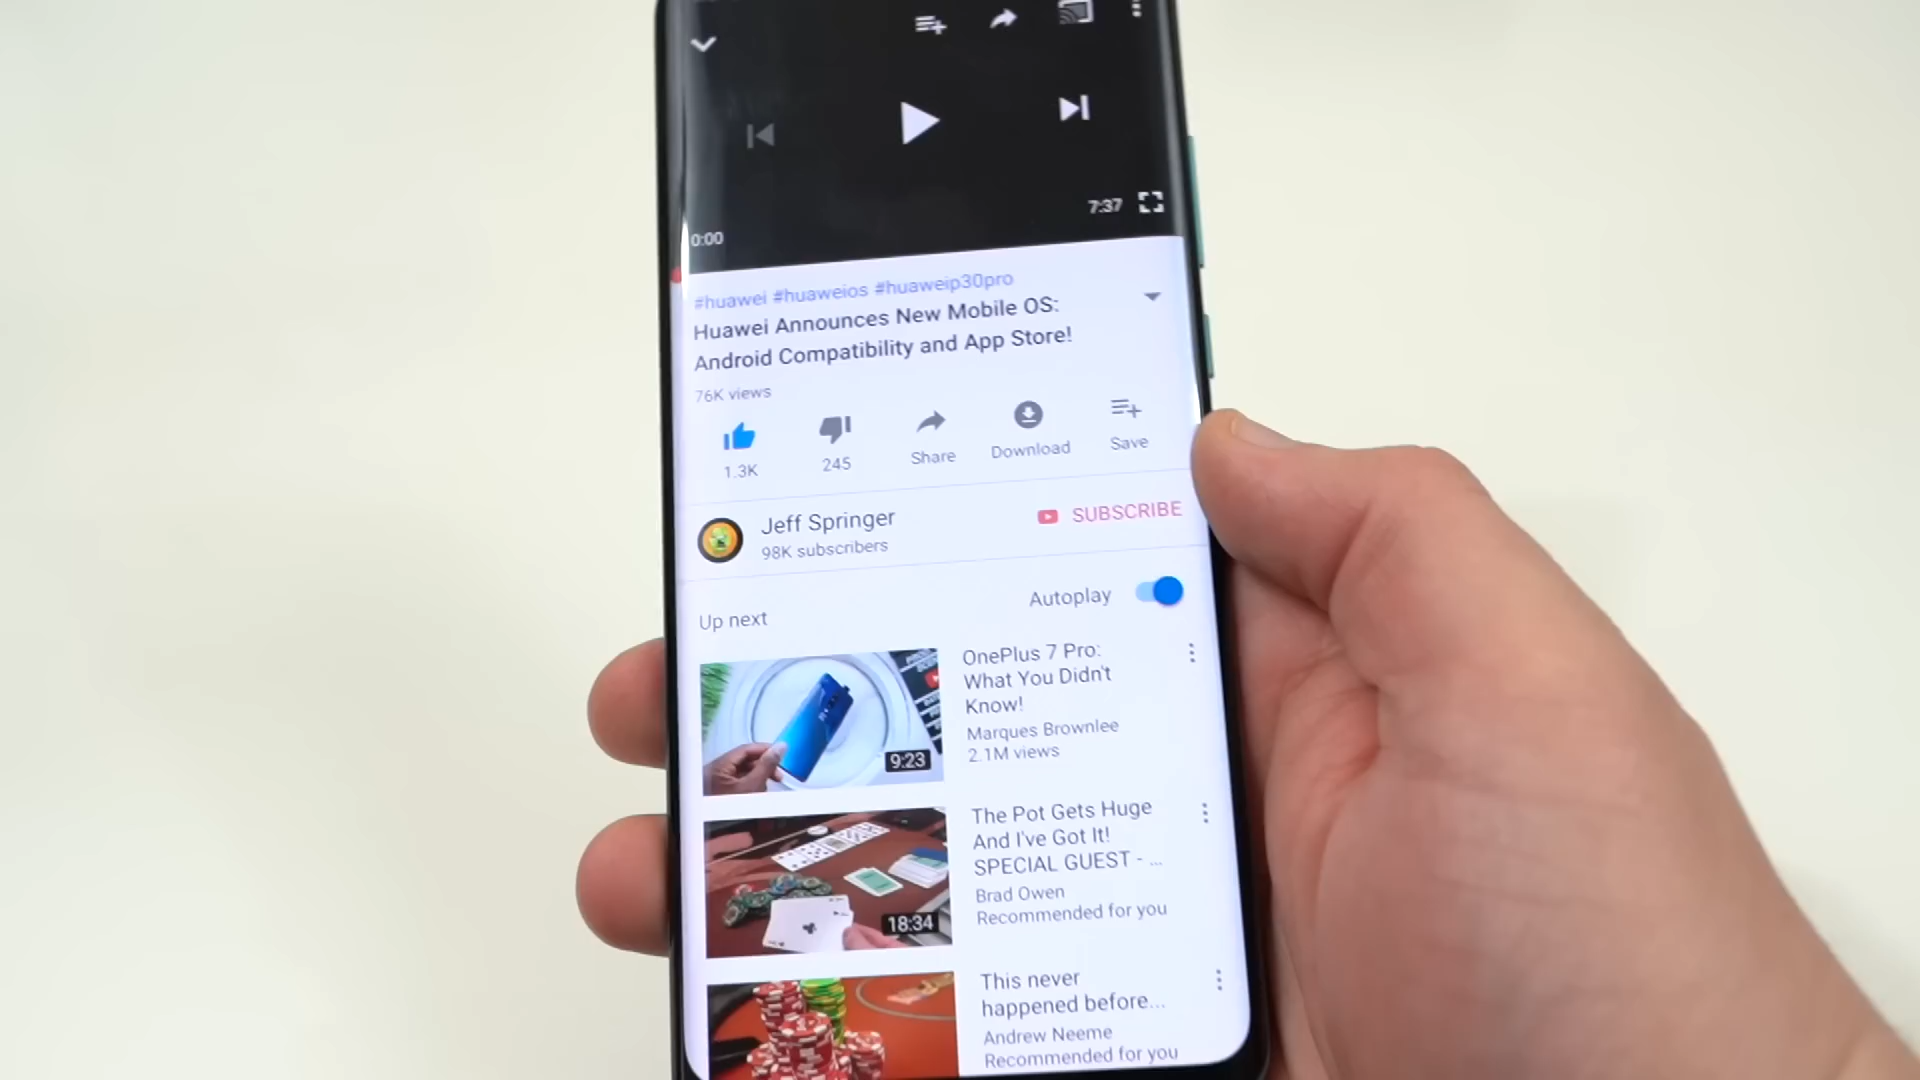 7:37
0:00
#huawei #huaweios #huaweip30pro
Huawei Announces New Mobile OS:
Android Compatibility and App Store!
76K views
1.3K
245
Share
Download
Save
Jeff Springer
98K subscribers
SUBSCRIBE
Up next
Autoplay
9:23
OnePlus 7 Pro:
What You Didn't
Know!
Marques Brownlee
2.1M views
18:34
The Pot Gets Huge
And I've Got It!
SPECIAL GUEST - ...
Brad Owen
Recommended for you
This never
happened before...
Andrew Neeme
Recommended for you